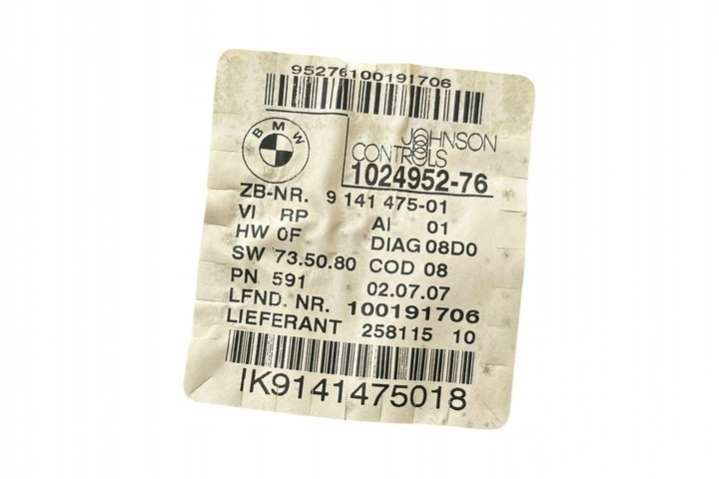 95276100191706
BMW
JOHNSON
CONTROLS
1024952-76
ZB-NR. 9 141 475-01
VI RP AI 01
HW 0F DIAG 08D0
SW 73.50.80 COD 08
PN 591 02.07.07
LFND. NR. 100191706
LIEFERANT 258115 10
IK9141475018